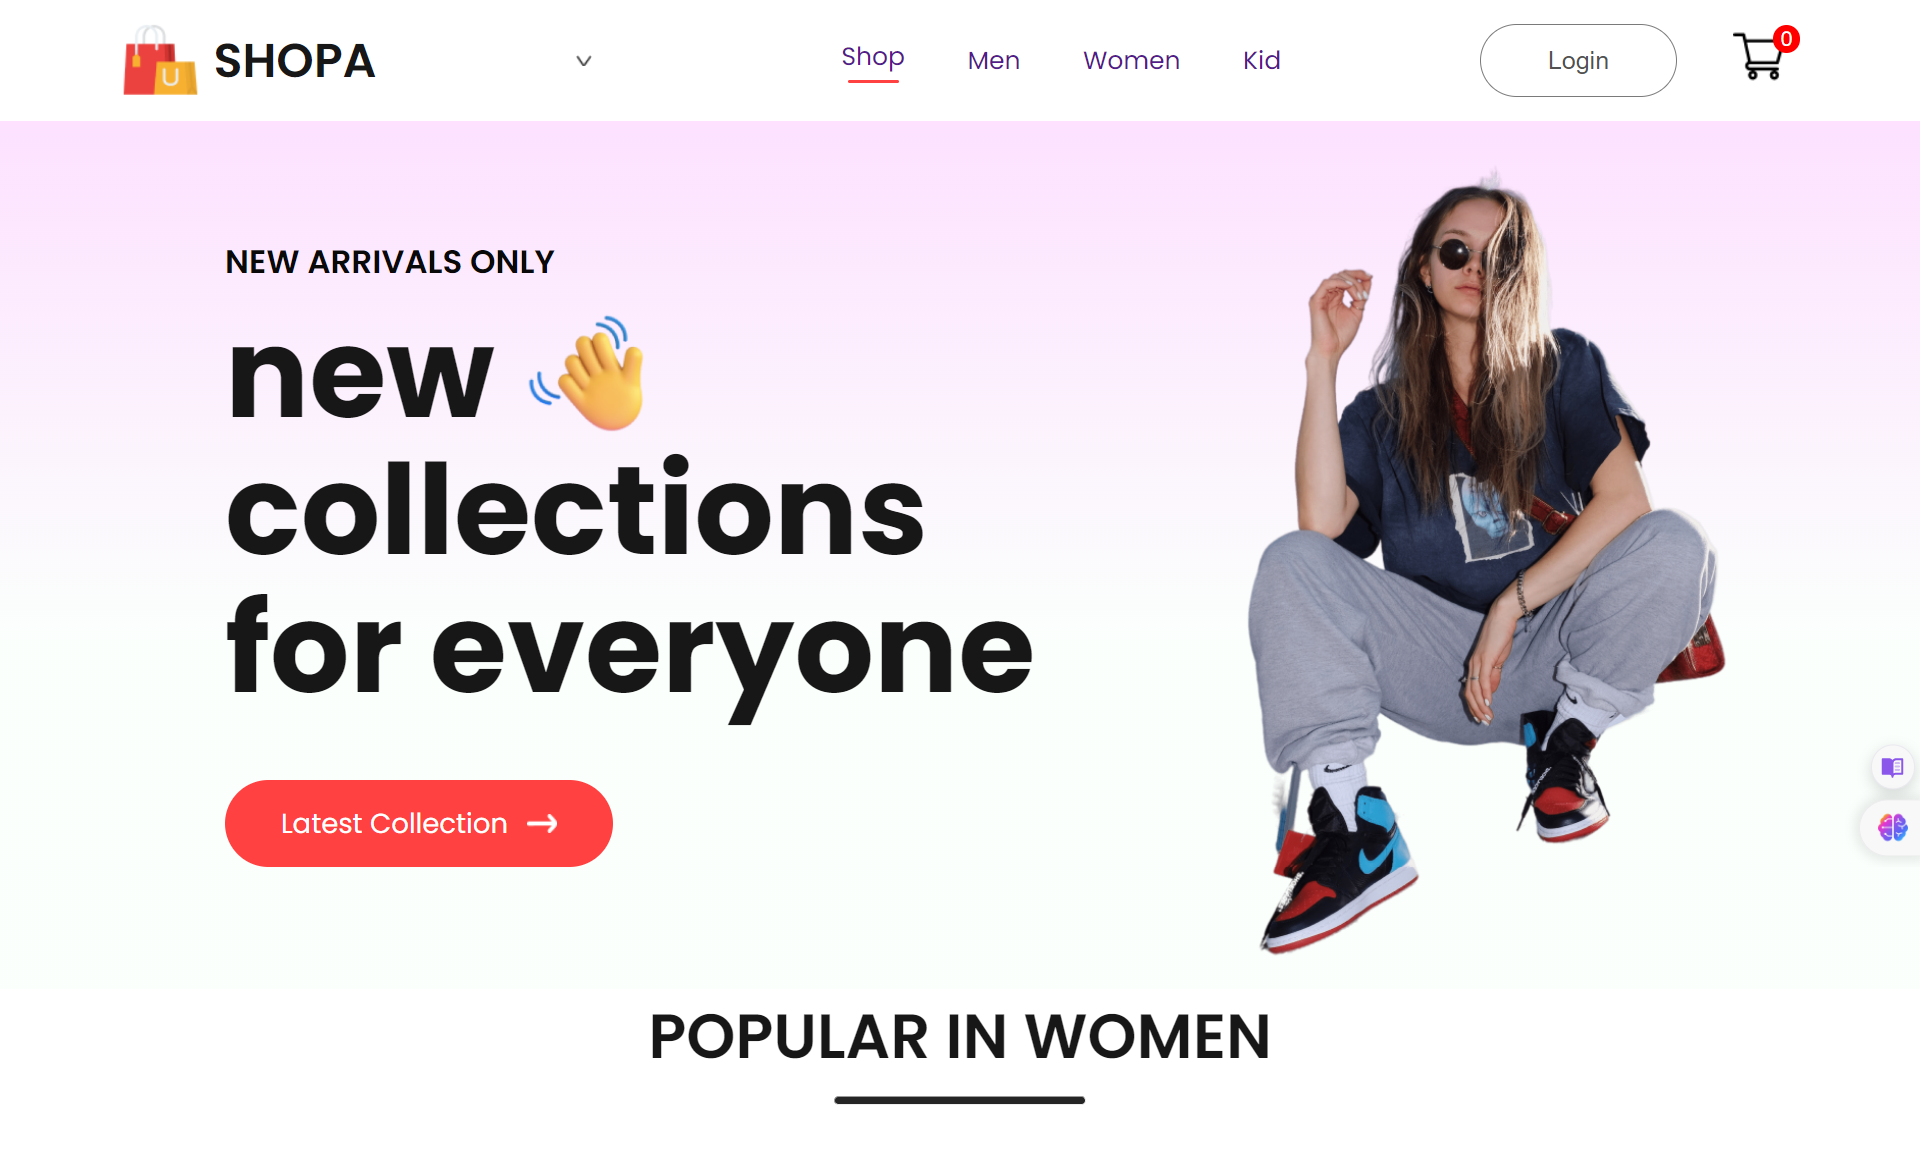 SHOPA
Shop
Men
Women
Kid
Login
0
U
NEW ARRIVALS ONLY
new
collections
for everyone
Latest Collection
POPULAR IN WOMEN